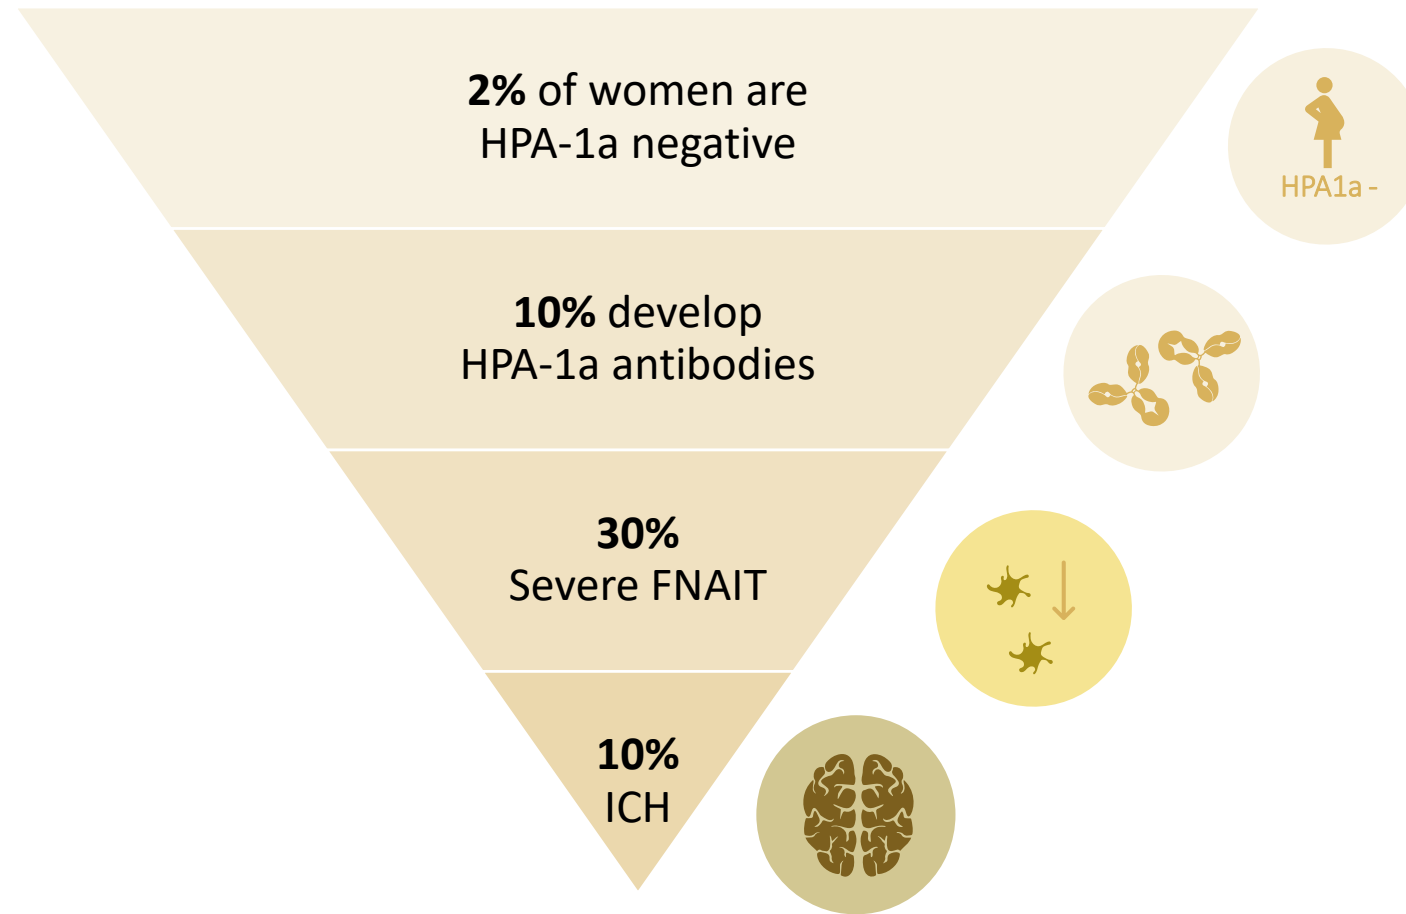 2% of women are
HPA-1a negative
HPA1a -
10% develop
HPA-1a antibodies
30%
Severe FNAIT
10%
ICH